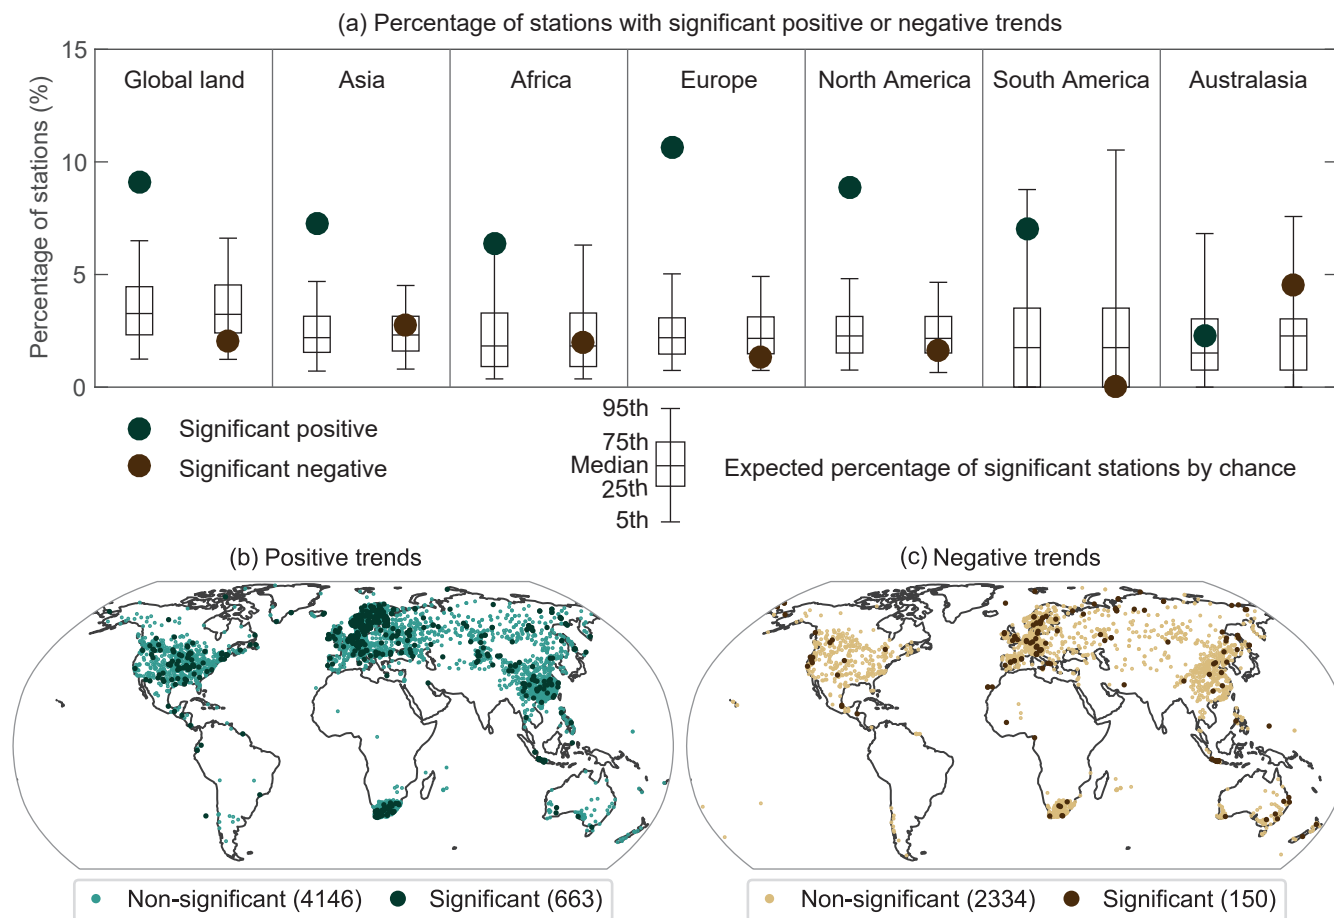 (a) Percentage of stations with significant positive or negative trends
Percentage of stations (%)
15
10
5
0
Global land
Asia
Africa
Europe
North America
South America
Australasia
Significant positive
Significant negative
95th
75th
Median
25th
5th
Expected percentage of significant stations by chance
(b) Positive trends
(c) Negative trends
Non-significant (4146)
Significant (663)
Non-significant (2334)
Significant (150)